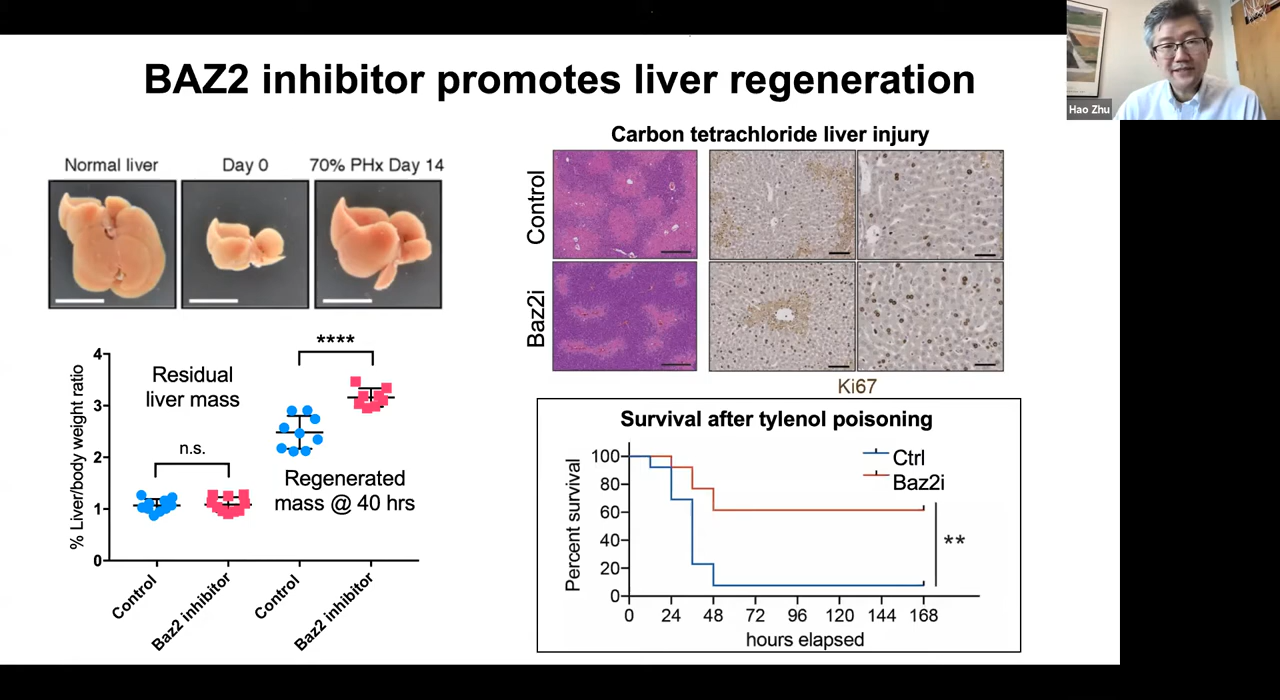 BAZ2 inhibitor promotes liver regeneration
Hao Zhu
Normal liver
Day 0
70% PHx Day 14
% Liver/body weight ratio
4
3
2
1
0
Residual
liver mass
n.s.
****
Regenerated
mass @ 40 hrs
Control
Baz2 inhibitor
Control
Baz2 inhibitor
Carbon tetrachloride liver injury
Control
Baz2i
Ki67
Survival after tylenol poisoning
Percent survival
100
80
60
40
20
0
Ctrl
Baz2i
**
0 24 48 72 96 120 144 168
hours elapsed